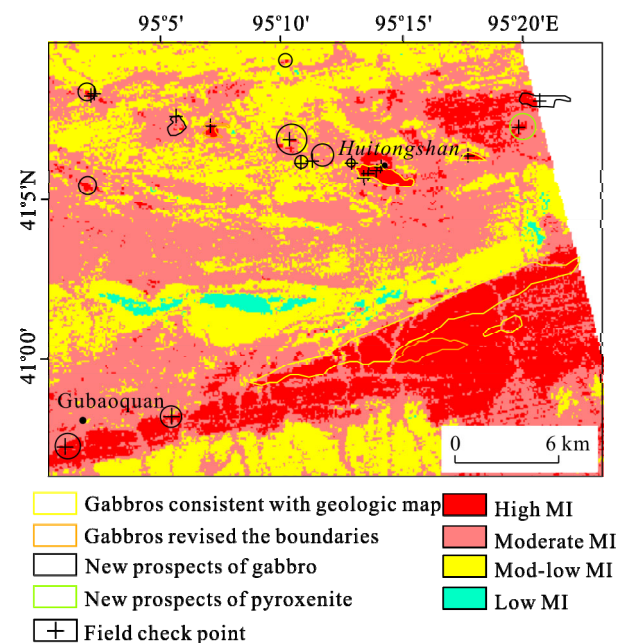 95°5' 95°10' 95°15' 95°20'E
Huitongshan
41°5'N
41°00'
Gubaoquan
0 6 km
Gabbros consistent with geologic map
High MI
Gabbros revised the boundaries
Moderate MI
New prospects of gabbro
Mod-low MI
New prospects of pyroxenite
Low MI
Field check point